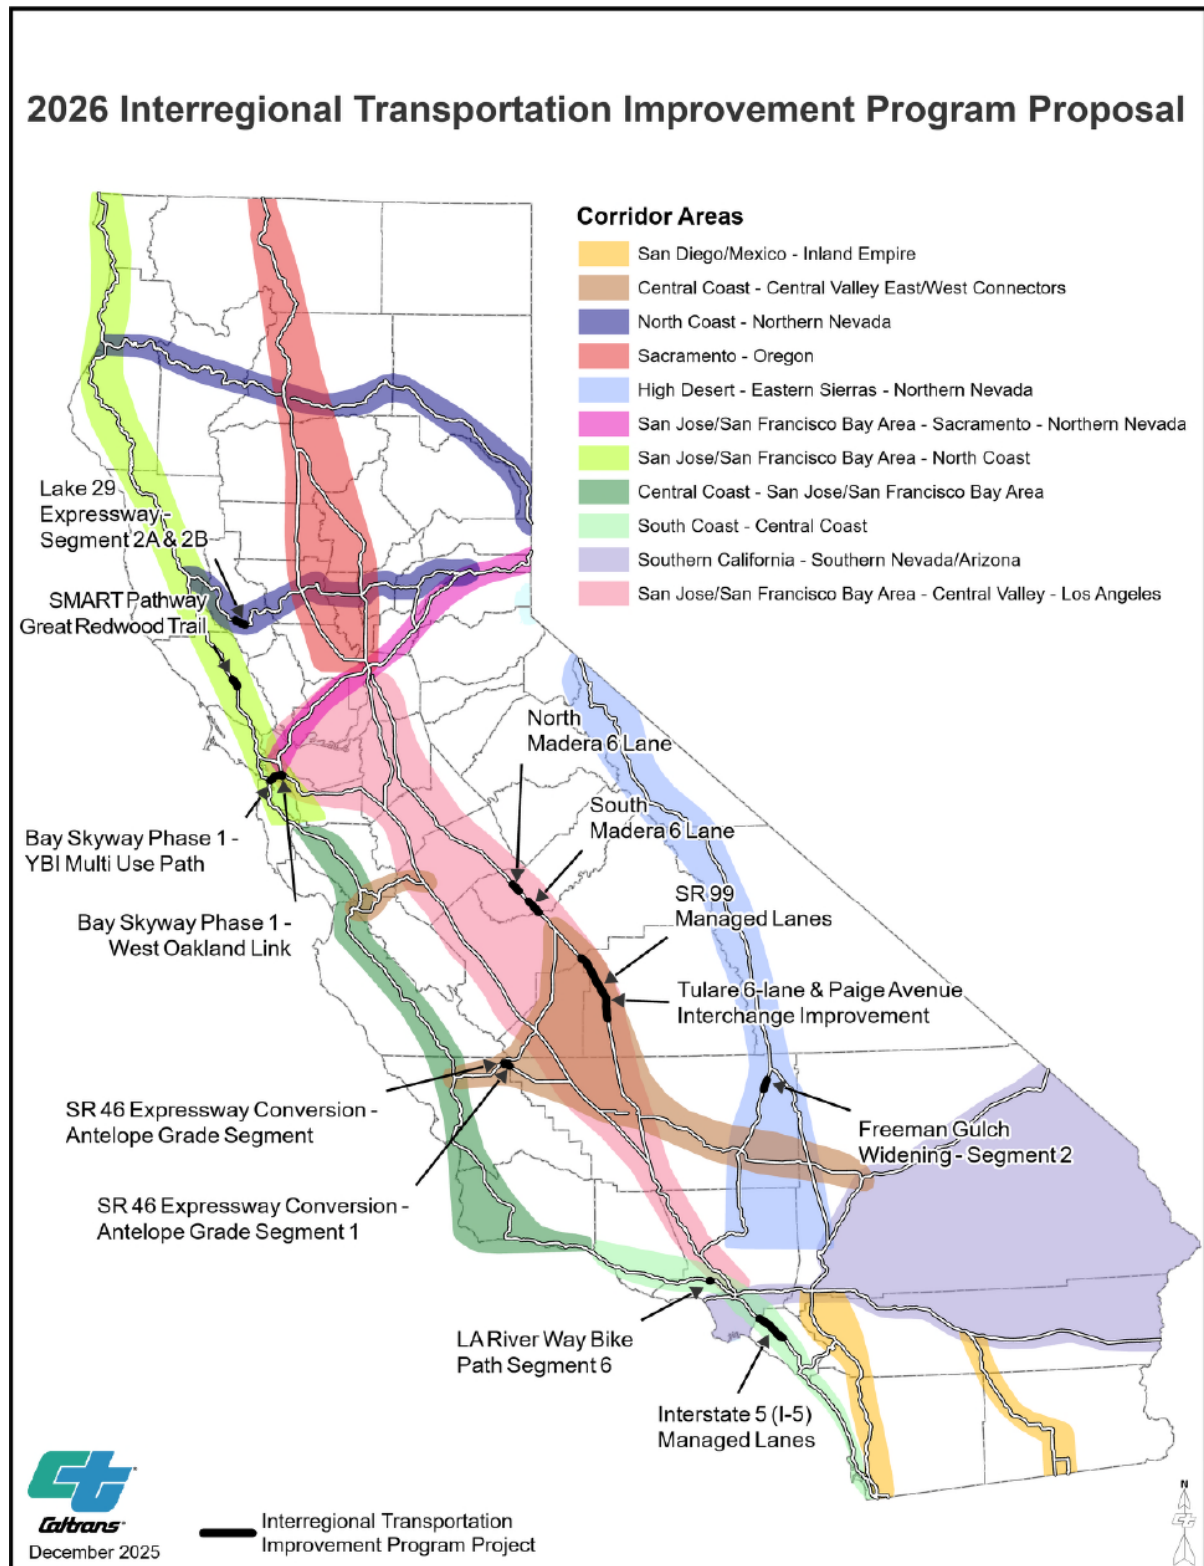 2026 Interregional Transportation Improvement Program Proposal
Corridor Areas
San Diego/Mexico - Inland Empire
Central Coast - Central Valley East/West Connectors
North Coast - Northern Nevada
Sacramento - Oregon
High Desert - Eastern Sierras - Northern Nevada
San Jose/San Francisco Bay Area - Sacramento - Northern Nevada
San Jose/San Francisco Bay Area - North Coast
Central Coast - San Jose/San Francisco Bay Area
South Coast - Central Coast
Southern California - Southern Nevada/Arizona
San Jose/San Francisco Bay Area - Central Valley - Los Angeles
Lake 29
Expressway -
Segment 2A & 2B
SMART Pathway
Great Redwood Trail
North
Madera 6 Lane
South
Madera 6 Lane
Bay Skyway Phase 1 -
YBI Multi Use Path
SR 99
Managed Lanes
Bay Skyway Phase 1 -
West Oakland Link
Tulare 6-lane & Paige Avenue
Interchange Improvement
SR 46 Expressway Conversion -
Antelope Grade Segment
Freeman Gulch
Widening - Segment 2
SR 46 Expressway Conversion -
Antelope Grade Segment 1
LA River Way Bike
Path Segment 6
Interstate 5 (I-5)
Managed Lanes
ct
Caltrans
December 2025
Interregional Transportation
Improvement Program Project
N
ct